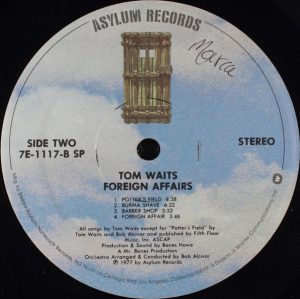 ASYLUM RECORDS
Marca
SIDE TWO
7E-1117-B SP
STEREO
TOM WAITS
FOREIGN AFFAIRS
1. POTTER'S FIELD 8:38
2. BURMA SHAVE 6:32
3. BARBER SHOP 3:52
4. FOREIGN AFFAIR 3:46
All songs by Tom Waits except for "Potter's Field" by
Tom Waits and Bob Alcivar and published by Fifth Floor
Music, Inc. ASCAP
Production & Sound by Bones Howe
A Mr. Bones Production
Orchestra Arranged & Conducted by Bob Alcivar
℗ 1977 by Asylum Records